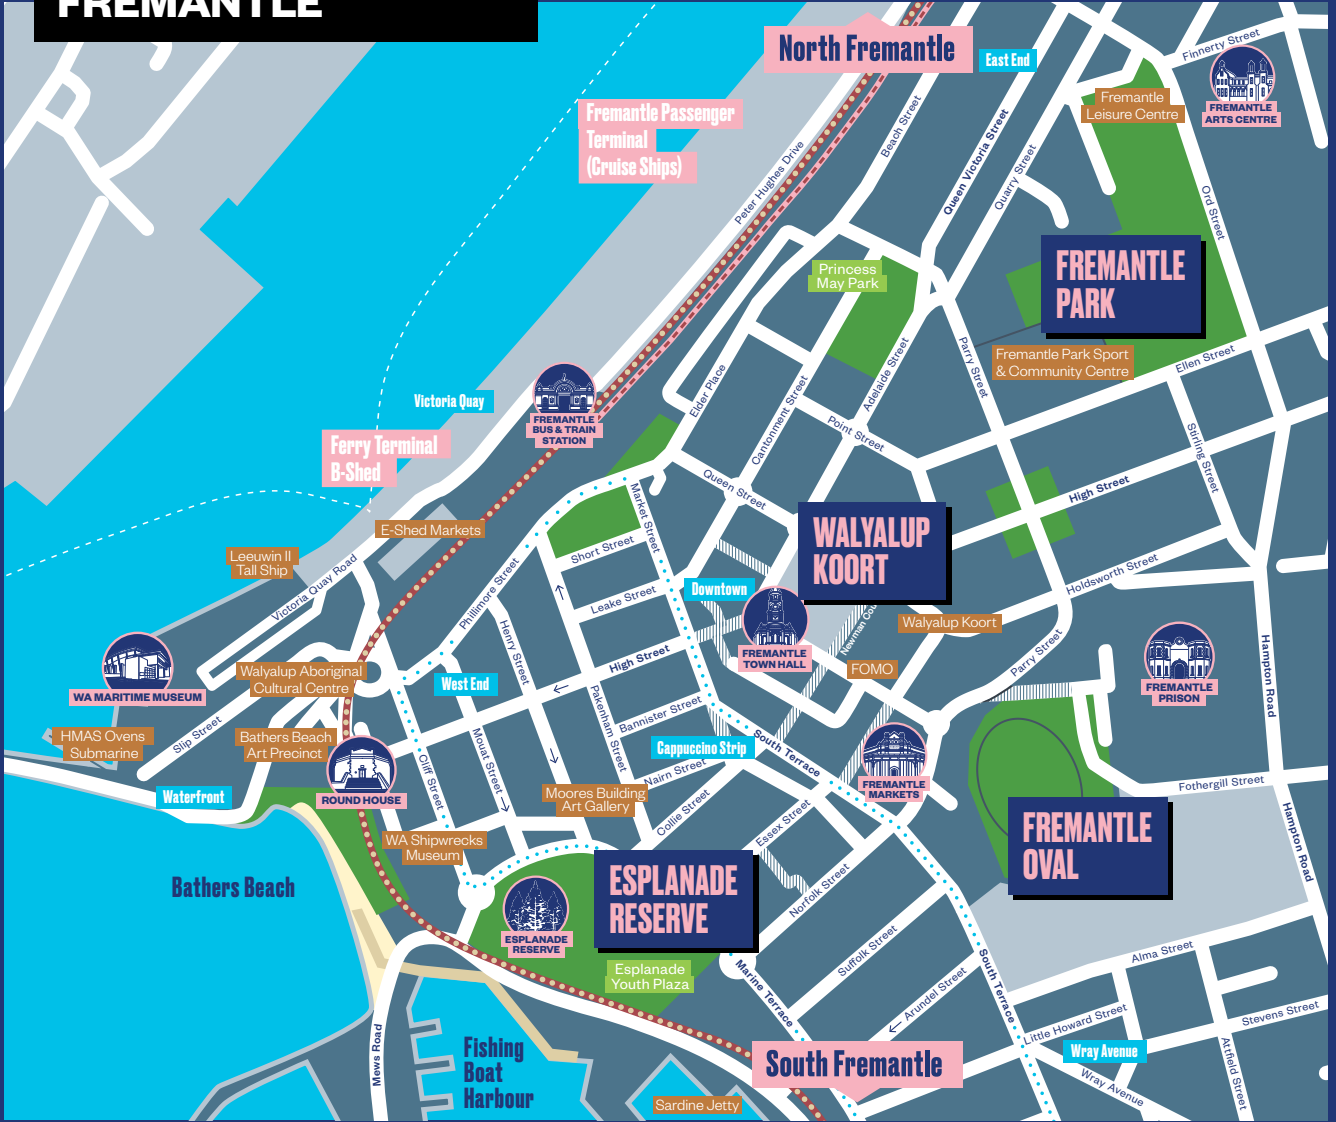 FREMANTLE
North Fremantle
East End
Finnerty Street
FREMANTLE
ARTS CENTRE
Fremantle
Leisure Centre
Fremantle Passenger
Terminal
(Cruise Ships)
Peter Hughes Drive
Beach Street
Queen Victoria Street
Quarry Street
Ord Street
FREMANTLE
PARK
Princess
May Park
Fremantle Park Sport
& Community Centre
Ellen Street
Parry Street
Adelaide Street
Elder Place
Cantonment Street
Point Street
Stirling Street
Victoria Quay
FREMANTLE
BUS & TRAIN
STATION
Ferry Terminal
B-Shed
Queen Street
High Street
Market Street
WALYALUP
KOORT
E-Shed Markets
Leeuwin II
Tall Ship
Victoria Quay Road
Phillimore Street
Short Street
Leake Street
Downtown
Holdsworth Street
Walyalup Koort
Newman Cou
FREMANTLE
TOWN HALL
FOMO
Parry Street
Hampton Road
FREMANTLE
PRISON
WA MARITIME MUSEUM
Walyalup Aboriginal
Cultural Centre
West End
Henry Street
High Street
Pakenham Street
Bannister Street
HMAS Ovens
Submarine
Slip Street
Bathers Beach
Art Precinct
Cappuccino Strip
South Terrace
Nairn Street
Cliff Street
Mouat Street
ROUND HOUSE
Waterfront
Moores Building
Art Gallery
Collie Street
Essex Street
FREMANTLE
MARKETS
Fothergill Street
FREMANTLE
OVAL
Hampton Road
WA Shipwrecks
Museum
Bathers Beach
ESPLANADE
RESERVE
ESPLANADE
RESERVE
Norfolk Street
Suffolk Street
Esplanade
Youth Plaza
Marine Terrace
Arundel Street
South Terrace
Alma Street
Little Howard Street
Stevens Street
Mews Road
Fishing
Boat
Harbour
South Fremantle
Wray Avenue
Wray Avenue
Attfield Street
Sardine Jetty